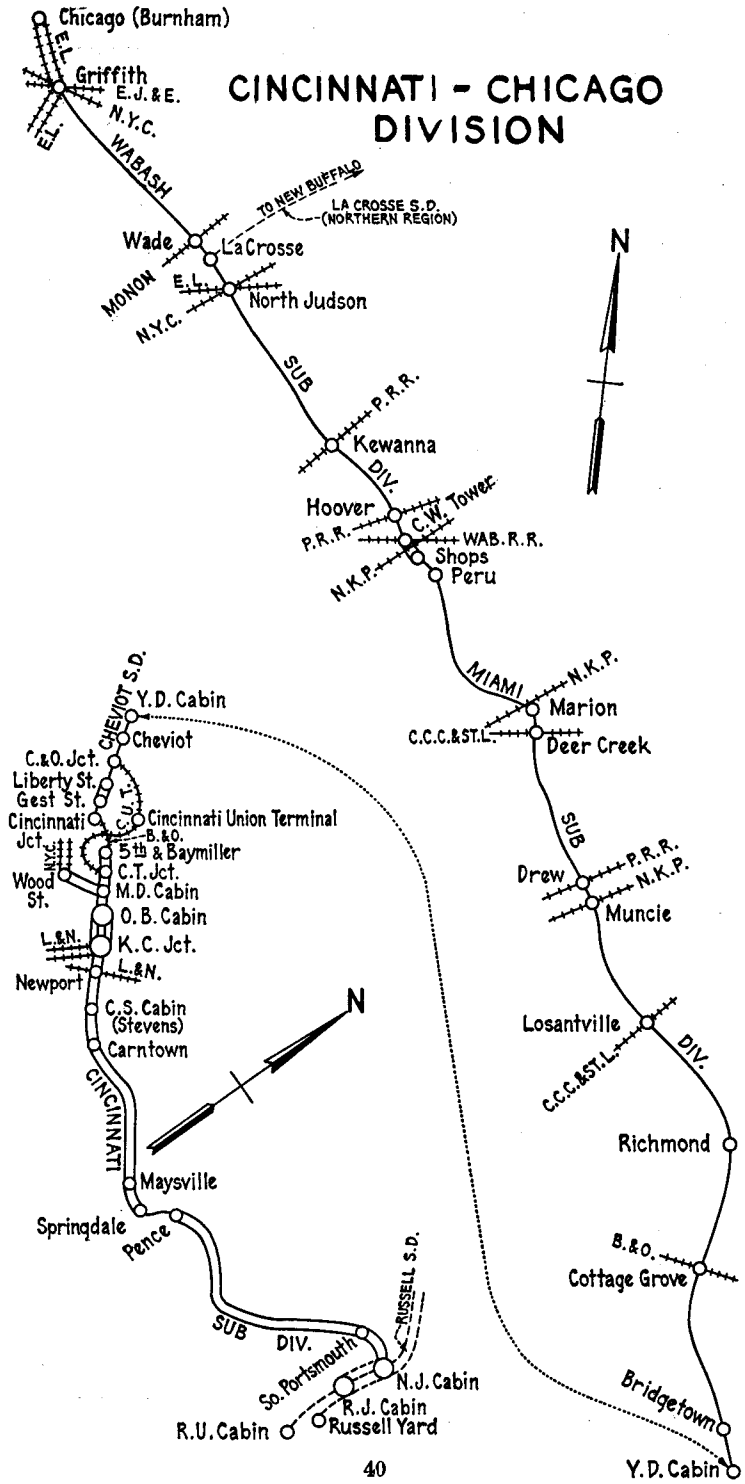 CINCINNATI - CHICAGO
DIVISION
Chicago (Burnham)
E.L.
Griffith
E.J.&E.
N.Y.C.
E.L.
WABASH
TO NEW BUFFALO
LA CROSSE S.D.
(NORTHERN REGION)
Wade
LaCrosse
MONON
E.L.
North Judson
N.Y.C.
N
SUB
P.R.R.
Kewanna
DIV.
Hoover
C.W. Tower
P.R.R.
WAB.R.R.
Shops
N.K.P.
Peru
MIAMI
N.K.P.
Marion
C.C.C.&ST.L.
Deer Creek
SUB
Drew
P.R.R.
N.K.P.
Muncie
Losantville
DIV.
C.C.C.&ST.L.
Richmond
B.&O.
Cottage Grove
Bridgetown
Y.D. Cabin
CHEVIOT S.D.
Y.D. Cabin
Cheviot
C.&O. Jct.
Liberty St.
Gest St.
C.U.T.
Cincinnati
Jct.
Cincinnati Union Terminal
B.&O.
5th & Baymiller
N.Y.C.
C.T. Jct.
Wood
St.
M.D. Cabin
O.B. Cabin
L.&N.
K.C. Jct.
L.&N.
Newport
C.S. Cabin
(Stevens)
Carntown
N
CINCINNATI
Maysville
Springdale
Pence
SUB
DIV.
RUSSELL S.D.
So. Portsmouth
N.J. Cabin
R.J. Cabin
Russell Yard
R.U. Cabin
40